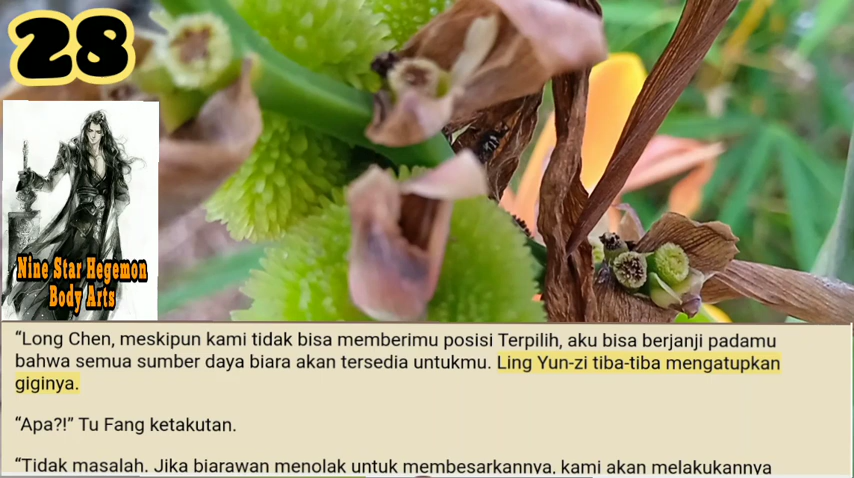 28
Nine Star Hegemon
Body Arts
“Long Chen, meskipun kami tidak bisa memberimu posisi Terpilih, aku bisa berjanji padamu
bahwa semua sumber daya biara akan tersedia untukmu. Ling Yun-zi tiba-tiba mengatupkan
giginya.
“Apa?!” Tu Fang ketakutan.
“Tidak masalah. Jika biarawan menolak untuk membesarkannya, kami akan melakukannya